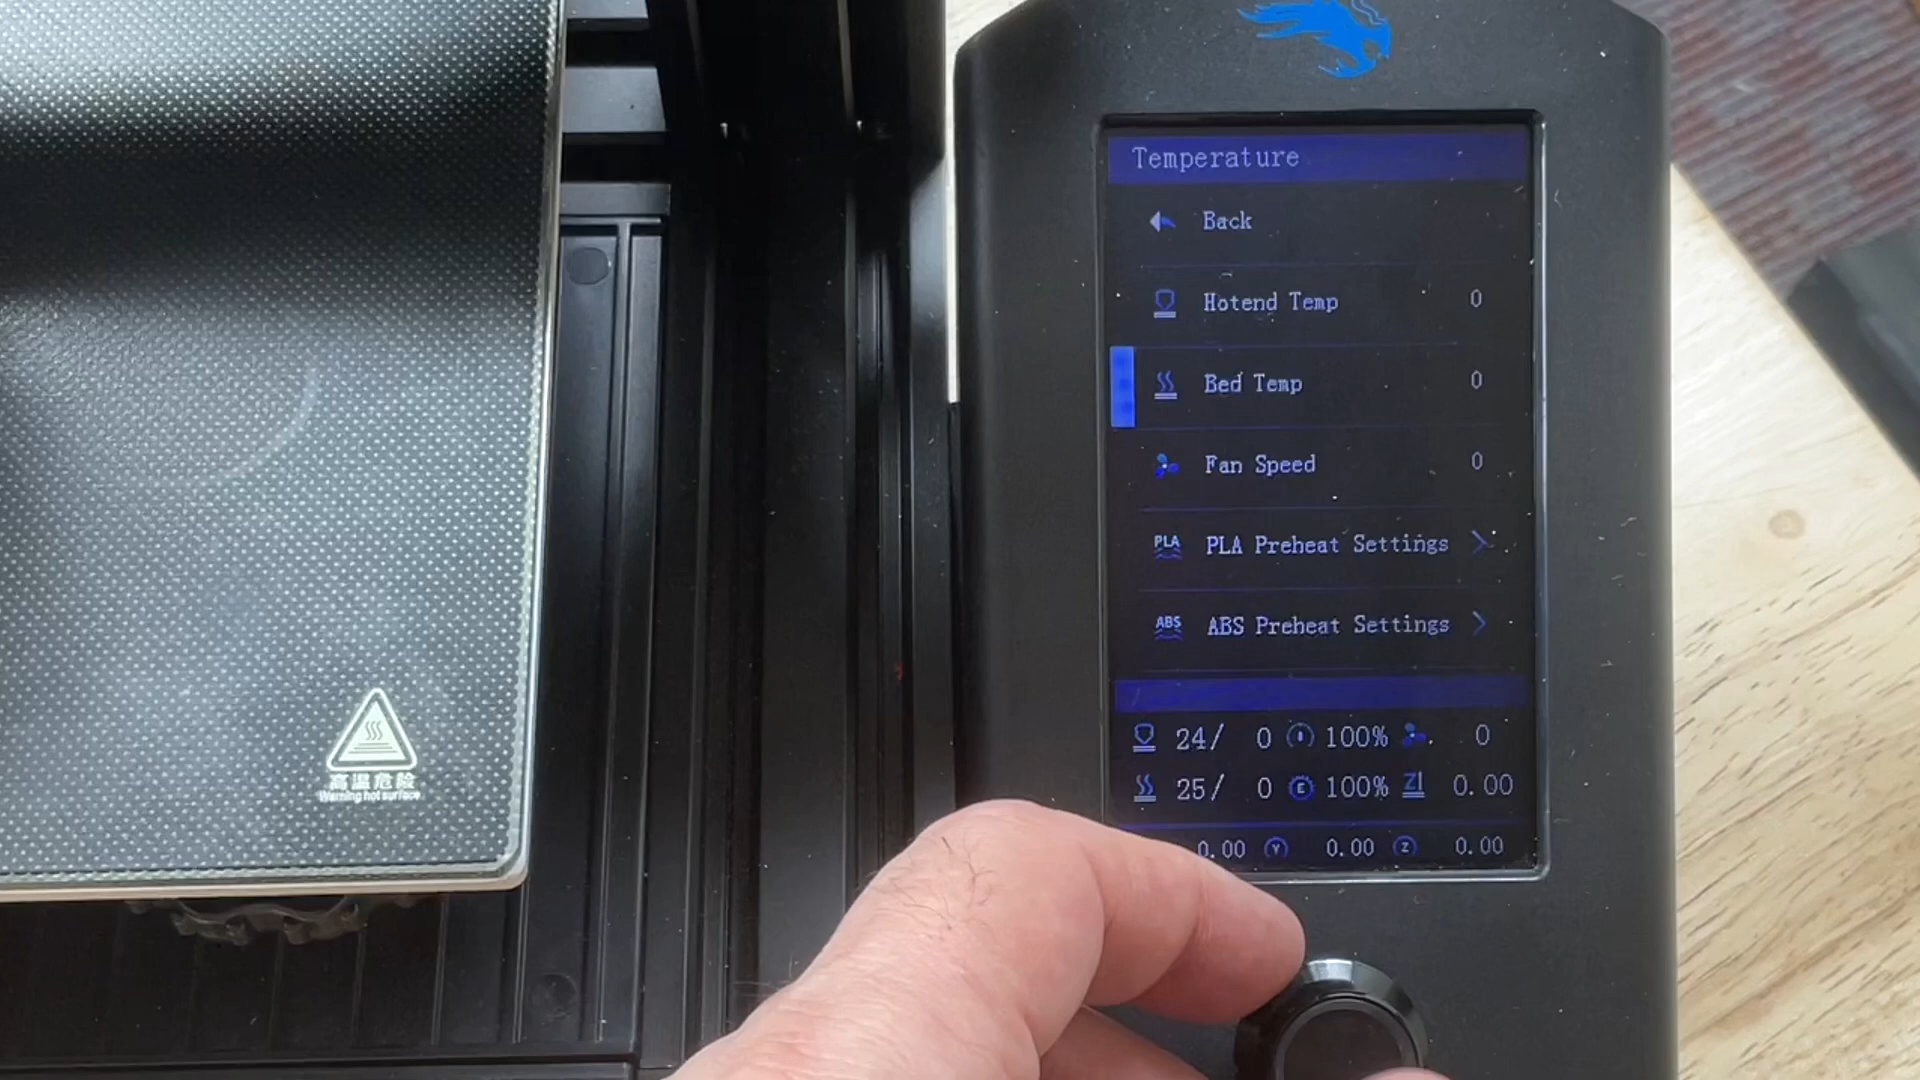 Temperature
Back
Hotend Temp 0
Bed Temp 0
Fan Speed 0
PLA PLA Preheat Settings
ABS ABS Preheat Settings
24/ 0 100% 0
25/ 0 E 100% Z 0.00
0.00 Y 0.00 Z 0.00
高温危险
Warning hot surface